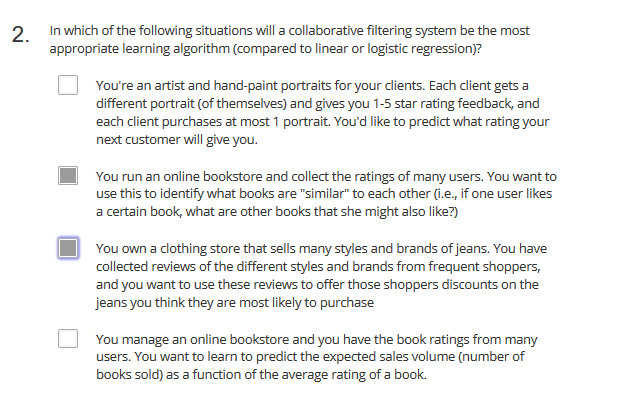 2. In which of the following situations will a collaborative filtering system be the most
appropriate learning algorithm (compared to linear or logistic regression)?
You're an artist and hand-paint portraits for your clients. Each client gets a
different portrait (of themselves) and gives you 1-5 star rating feedback, and
each client purchases at most 1 portrait. You'd like to predict what rating your
next customer will give you.
You run an online bookstore and collect the ratings of many users. You want to
use this to identify what books are "similar" to each other (i.e., if one user likes
a certain book, what are other books that she might also like?)
You own a clothing store that sells many styles and brands of jeans. You have
collected reviews of the different styles and brands from frequent shoppers,
and you want to use these reviews to offer those shoppers discounts on the
jeans you think they are most likely to purchase
You manage an online bookstore and you have the book ratings from many
users. You want to learn to predict the expected sales volume (number of
books sold) as a function of the average rating of a book.